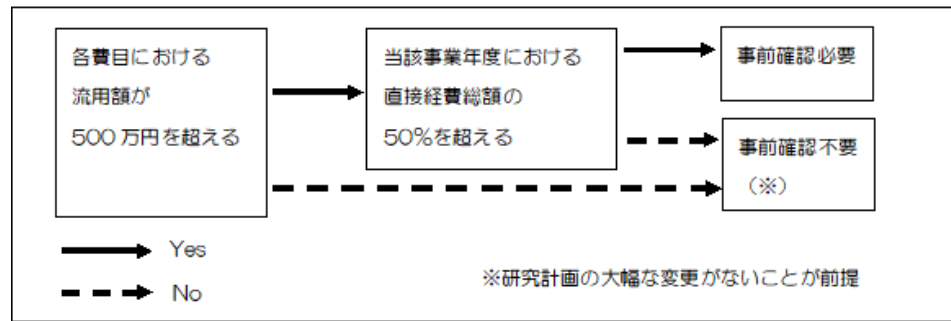 各費目における
流用額が
500万円を超える
当該事業年度における
直接経費総額の
50%を超える
事前確認必要
事前確認不要
(※)
Yes
No
※研究計画の大幅な変更がないことが前提